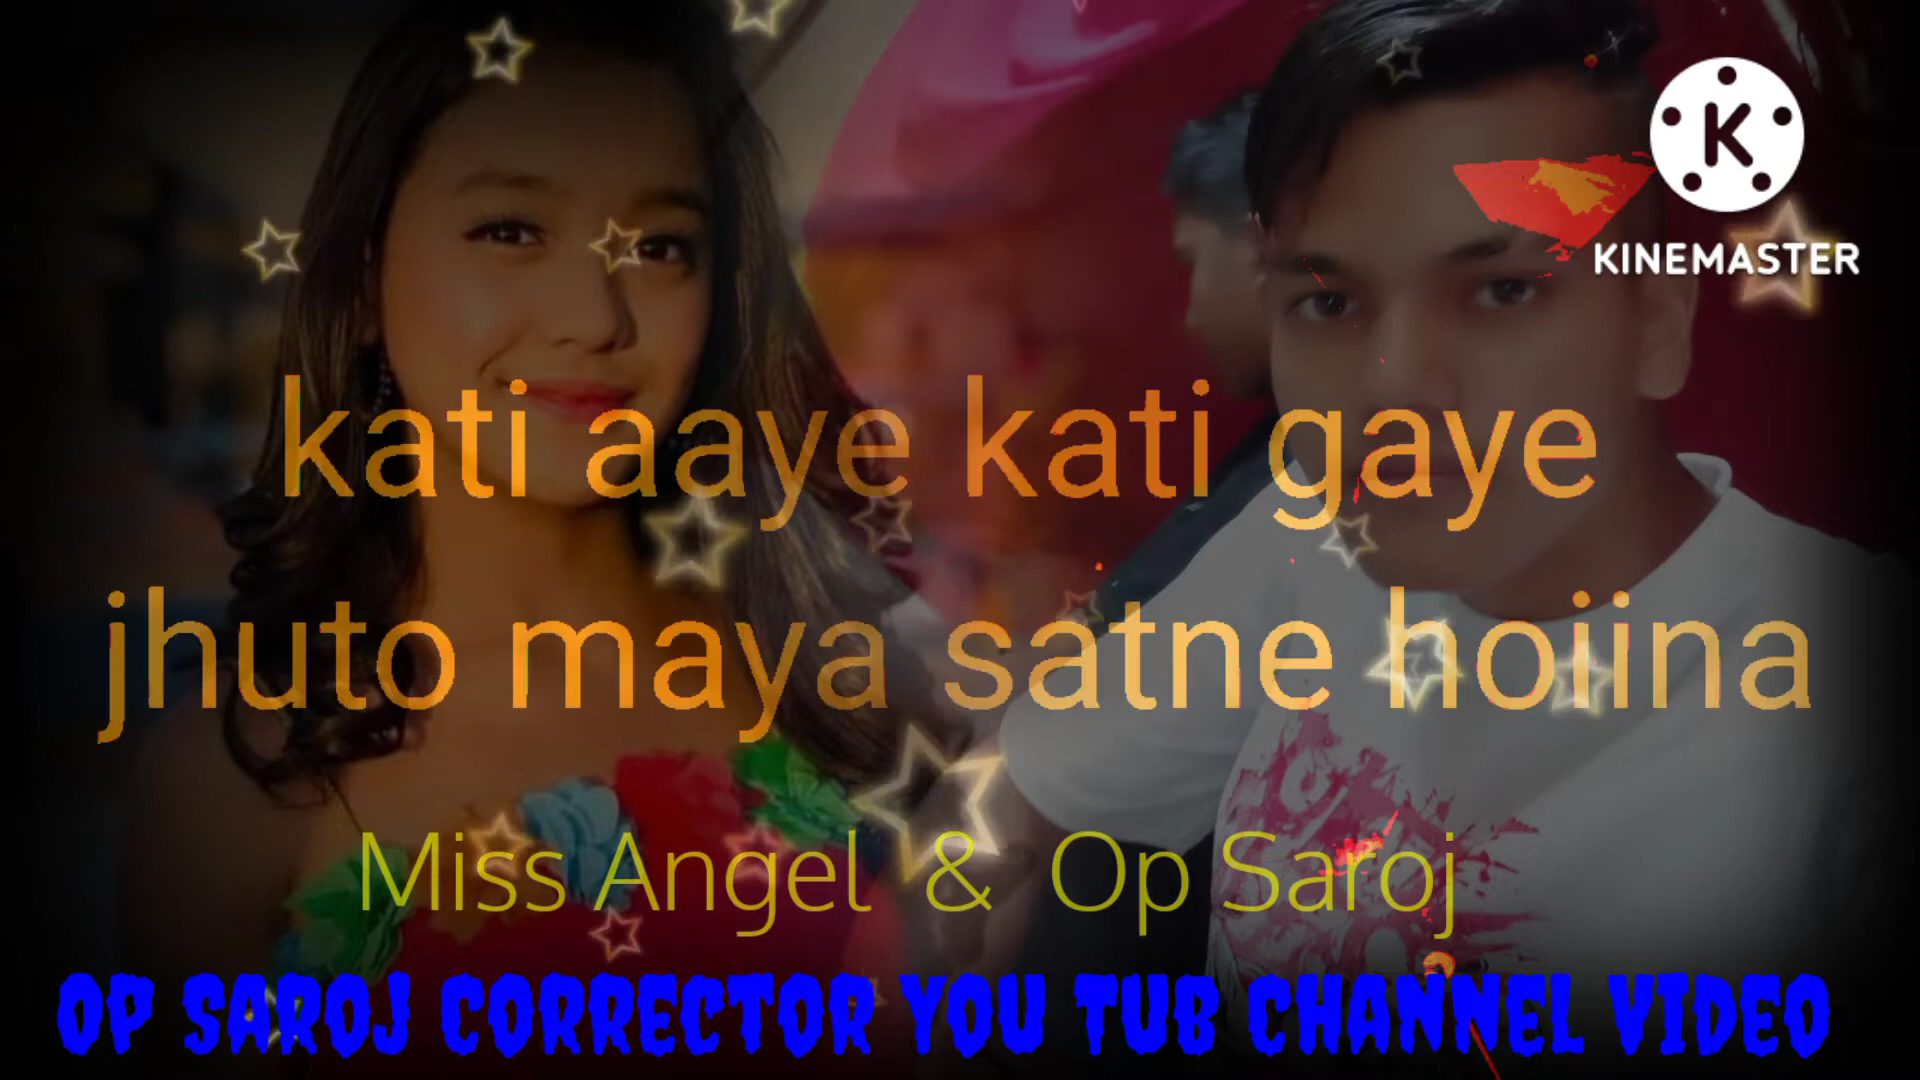 K
KINEMASTER
kati aaye kati gaye
jhuto maya satne hoiina
Miss Angel & Op Saroj
OP SAROJ CORRECTOR YOU TUB CHANNEL VIDEO